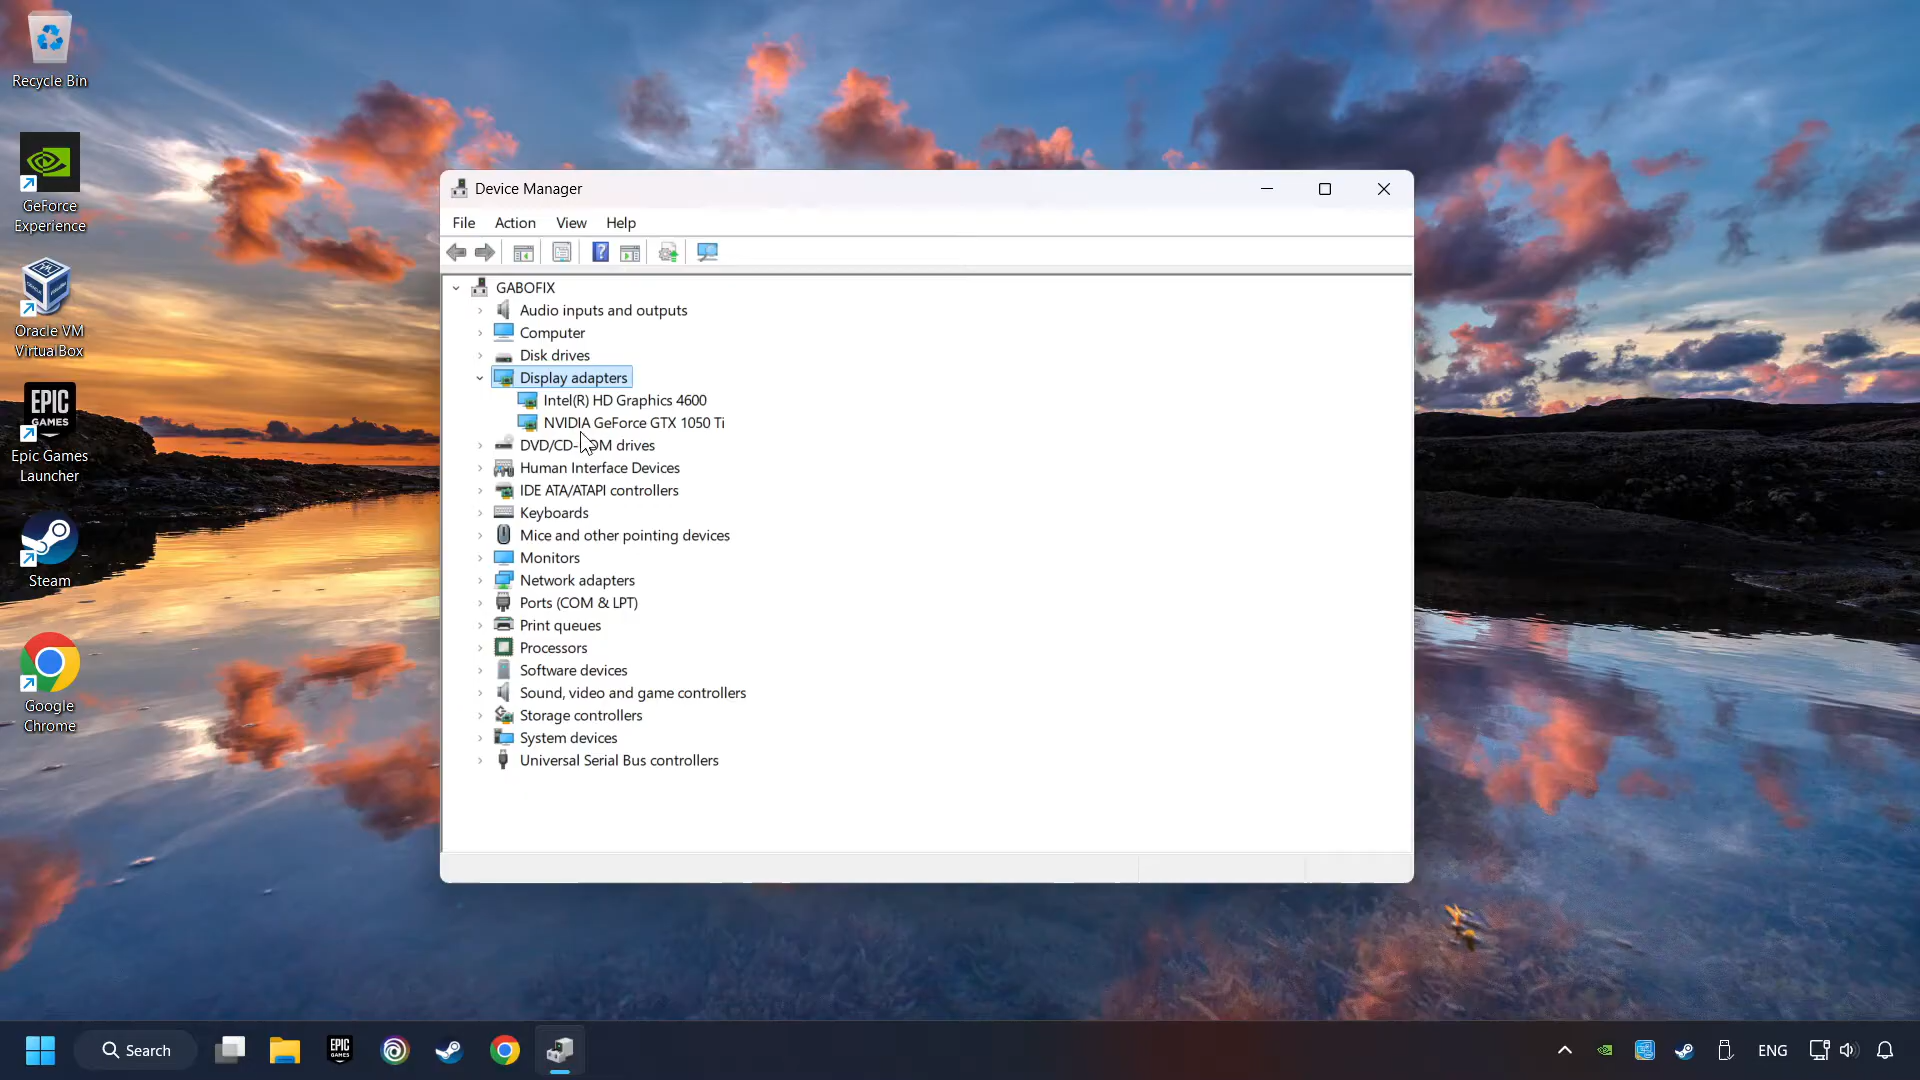 Recycle Bin
GeForce
Experience
Oracle VM
VirtualBox
EPIC
GAMES
Epic Games
Launcher
Steam
Google
Chrome
Device Manager
File Action View Help
GABOFIX
Audio inputs and outputs
Computer
Disk drives
Display adapters
Intel(R) HD Graphics 4600
NVIDIA GeForce GTX 1050 Ti
DVD/CD-ROM drives
Human Interface Devices
IDE ATA/ATAPI controllers
Keyboards
Mice and other pointing devices
Monitors
Network adapters
Ports (COM & LPT)
Print queues
Processors
Software devices
Sound, video and game controllers
Storage controllers
System devices
Universal Serial Bus controllers
Search
EPIC
GAMES
ENG